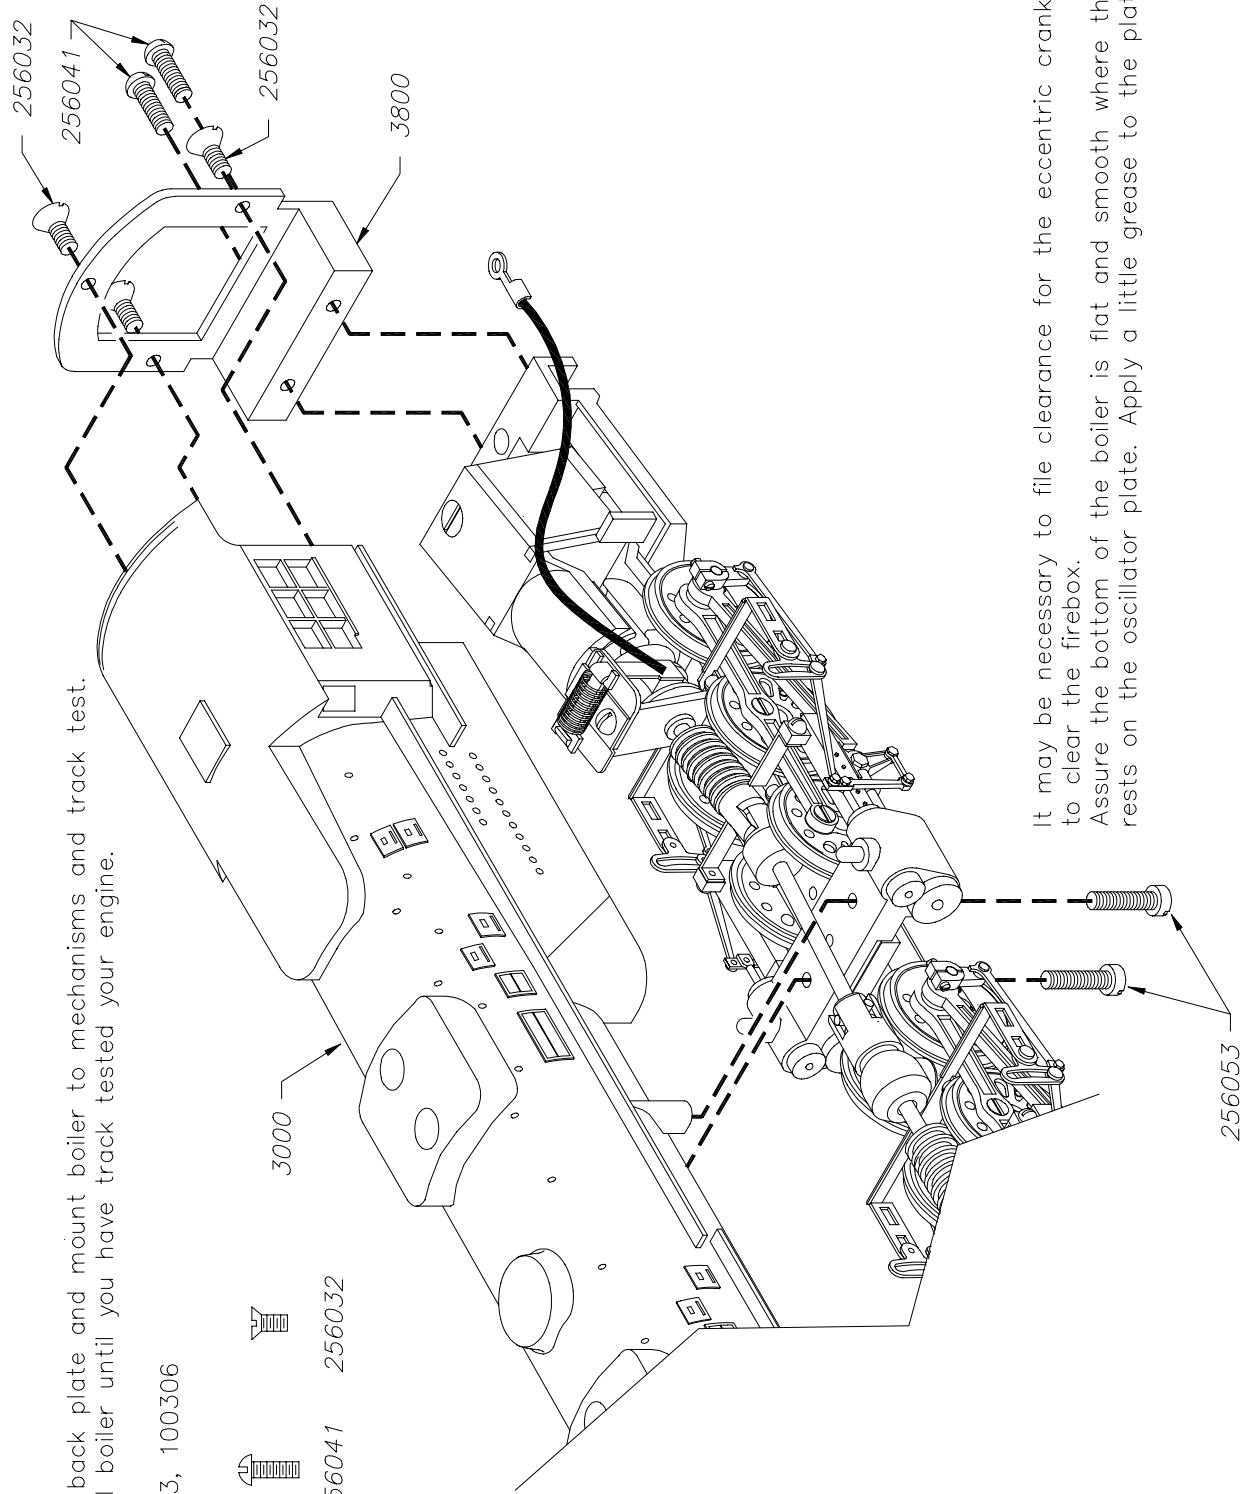 back plate and mount boiler to mechanisms and track test.
boiler until you have track tested your engine.
3, 100306
56041
256032
3000
256032
256041
256032
3800
It may be necessary to file clearance for the eccentric crank
to clear the firebox.
Assure the bottom of the boiler is flat and smooth where th
rests on the oscillator plate. Apply a little grease to the plat
256053